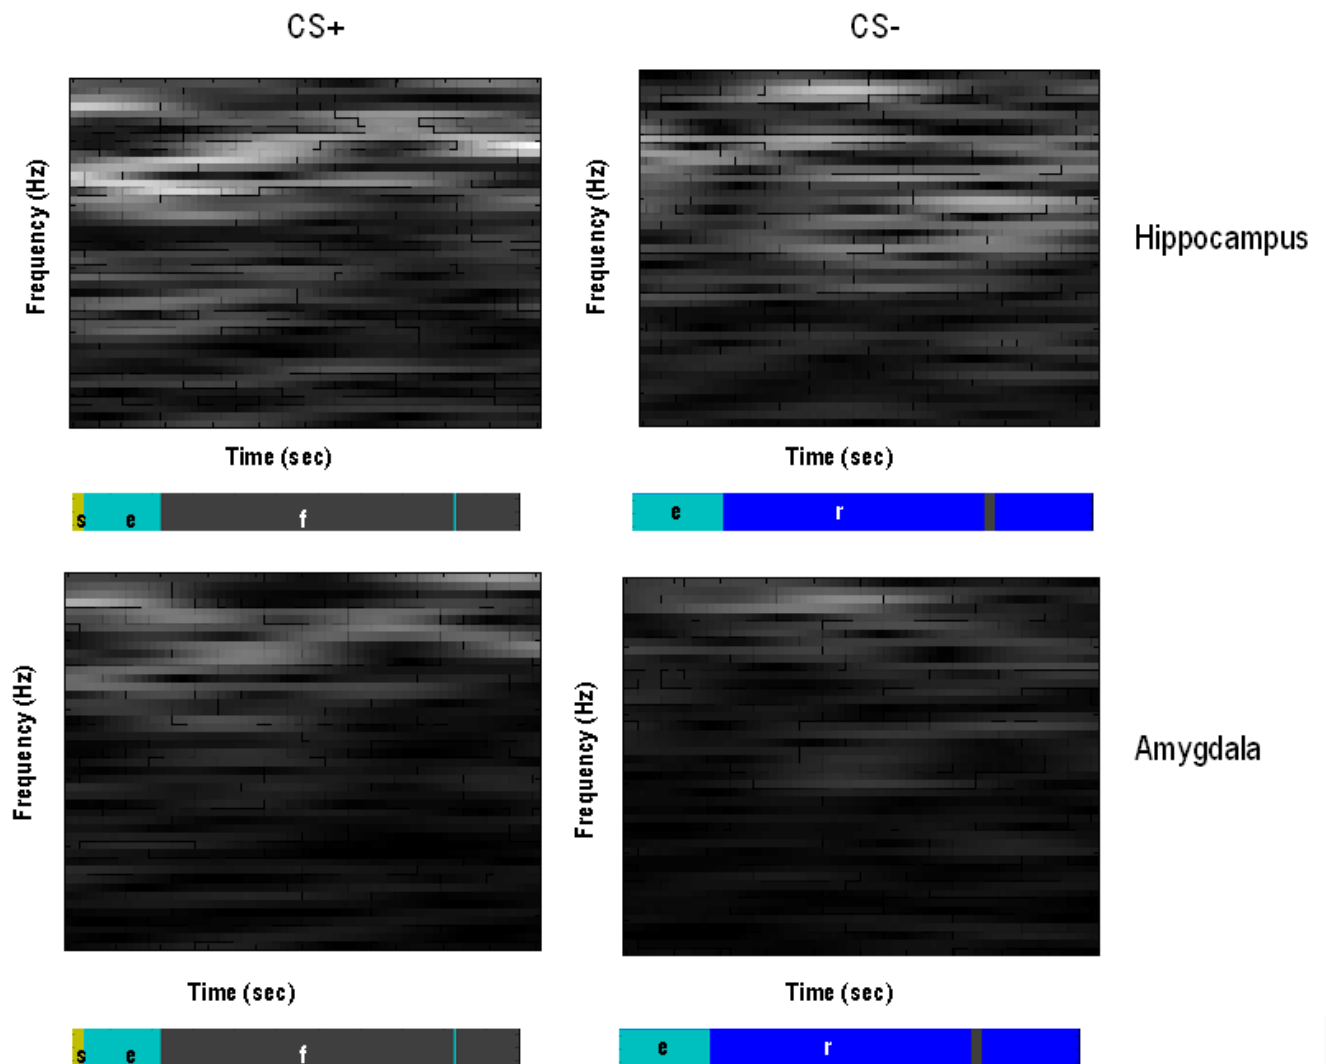 CS+
CS-
Frequency (Hz)
Frequency (Hz)
Hippocampus
Time (sec)
Time (sec)
s e f
e r
Frequency (Hz)
Frequency (Hz)
Amygdala
Time (sec)
Time (sec)
s e f
e r